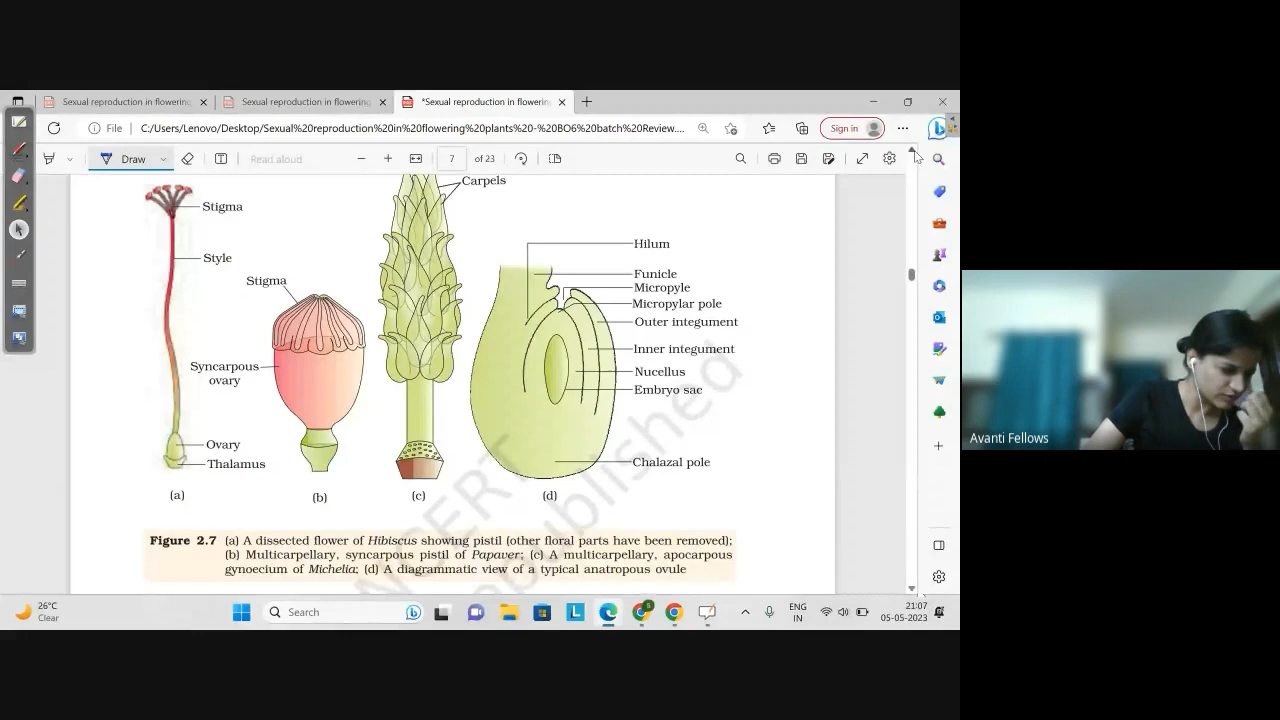 Sexual reproduction in flowering
Sexual reproduction in flowering
*Sexual reproduction in flowering
File
C:/Users/Lenovo/Desktop/Sexual%20reproduction%20in%20flowering%20plants%20-%20BO6%20batch%20Review....
Sign in
Draw
Read aloud
7
of 23
Carpels
Stigma
Style
Stigma
Syncarpous
ovary
Ovary
Thalamus
Hilum
Funicle
Micropyle
Micropylar pole
Outer integument
Inner integument
Nucellus
Embryo sac
Chalazal pole
(a)
(b)
(c)
(d)
Figure 2.7 (a) A dissected flower of Hibiscus showing pistil (other floral parts have been removed);
(b) Multicarpellary, syncarpous pistil of Papaver; (c) A multicarpellary, apocarpous
gynoecium of Michelia; (d) A diagrammatic view of a typical anatropous ovule
NCERT
republished
Avanti Fellows
26°C
Clear
Search
ENG
IN
21:07
05-05-2023